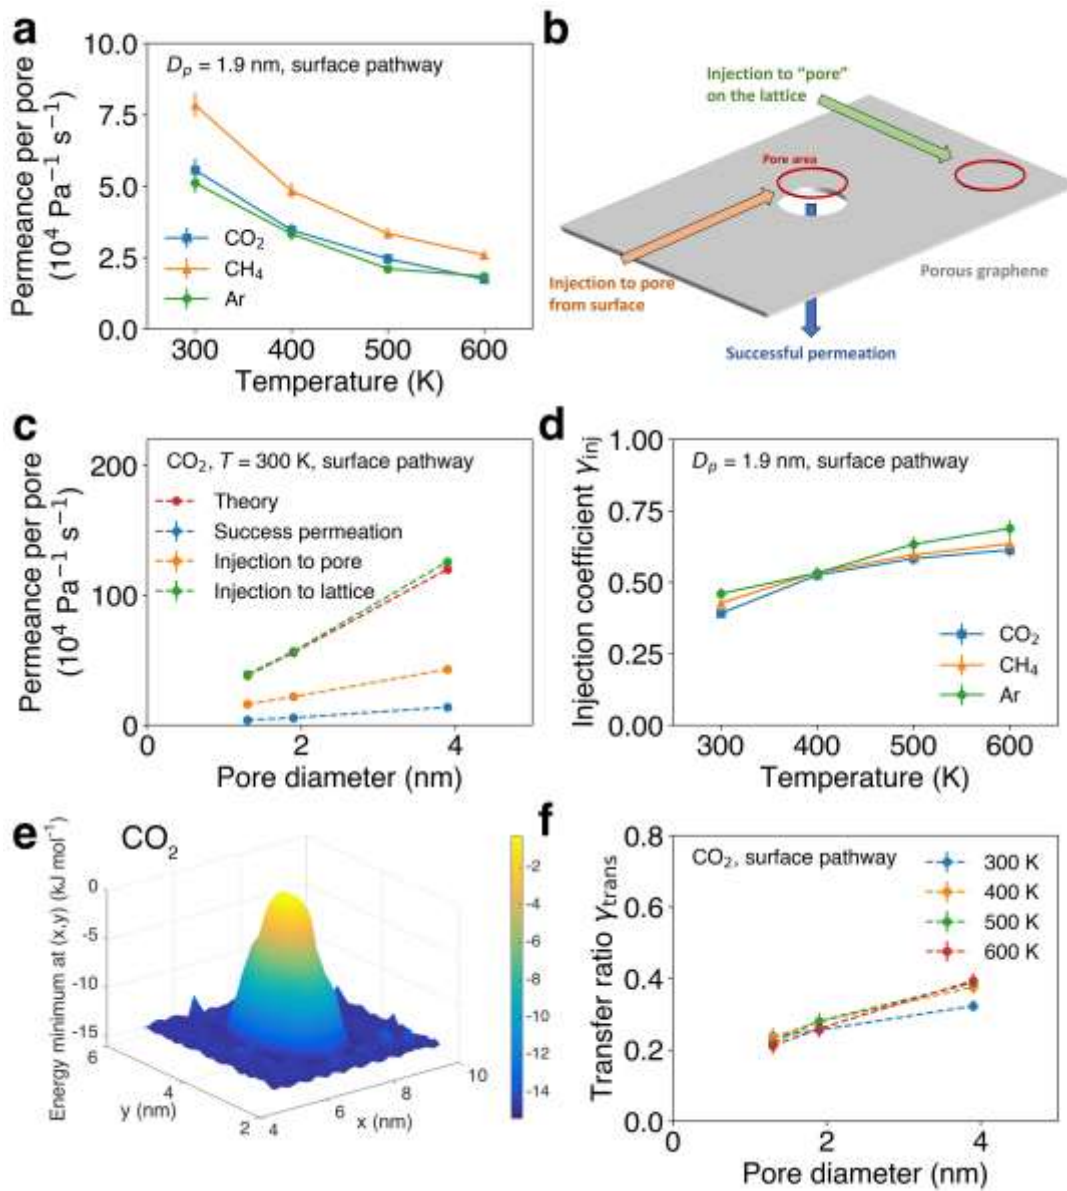 a
Permeance per pore
(10⁴ Pa⁻¹ s⁻¹)
10.0
7.5
5.0
2.5
0.0
Dₚ = 1.9 nm, surface pathway
CO₂
CH₄
Ar
300 400 500 600
Temperature (K)
b
Injection to “pore”
on the lattice
Pore area
Porous graphene
Injection to pore
from surface
Successful permeation
c
Permeance per pore
(10⁴ Pa⁻¹ s⁻¹)
200
100
0
CO₂, T = 300 K, surface pathway
Theory
Success permeation
Injection to pore
Injection to lattice
0 2 4
Pore diameter (nm)
d
Injection coefficient γinj
1.00
0.75
0.50
0.25
0.00
Dₚ = 1.9 nm, surface pathway
CO₂
CH₄
Ar
300 400 500 600
Temperature (K)
e
CO₂
Energy minimum at (x,y) (kJ mol⁻¹)
0
-5
-10
-15
6
4
2
y (nm)
4
6
8
10
x (nm)
-2
-4
-6
-8
-10
-12
-14
f
Transfer ratio γtrans
0.8
0.6
0.4
0.2
0.0
CO₂, surface pathway
300 K
400 K
500 K
600 K
0 2 4
Pore diameter (nm)